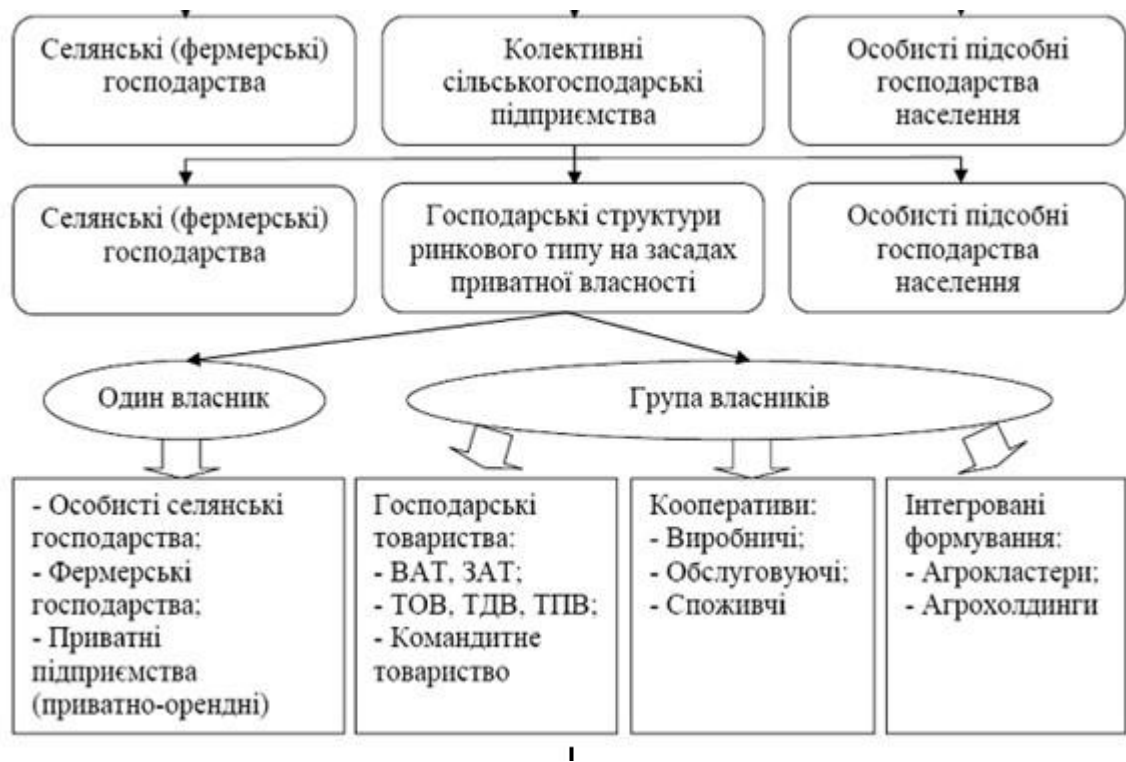 Селянські (фермерські)
господарства
Колективні
сільськогосподарські
підприємства
Особисті підсобні
господарства
населення
Селянські (фермерські)
господарства
Господарські структури
ринкового типу на засадах
приватної власності
Особисті підсобні
господарства
населення
Один власник
Група власників
- Особисті селянські
господарства;
- Фермерські
господарства;
- Приватні
підприємства
(приватно-орендні)
Господарські
товариства:
- ВАТ, ЗАТ;
- ТОВ, ТДВ, ТПВ;
- Командитне
товариство
Кооперативи:
- Виробничі;
- Обслуговуючі;
- Споживчі
Інтегровані
формування:
- Агрокластери;
- Агрохолдинги